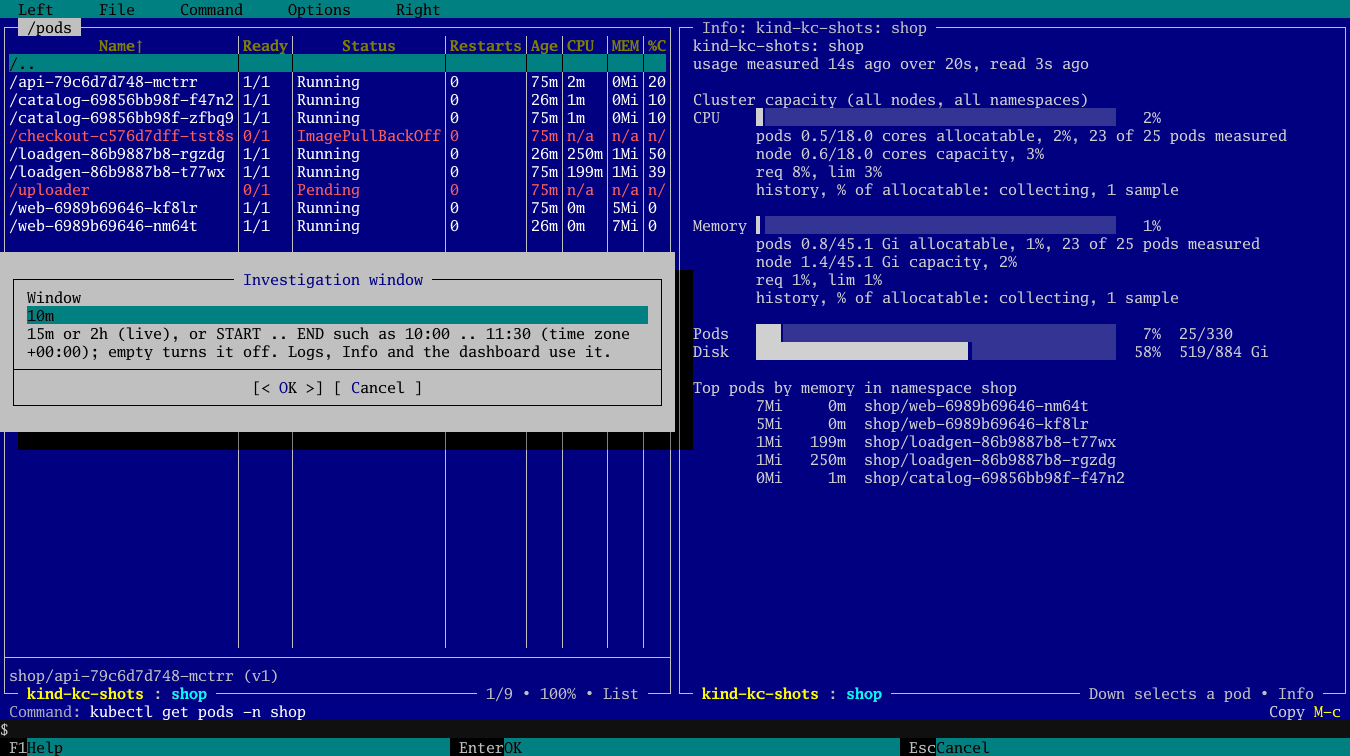 Left File Command Options Right
/pods
Name↑ Ready Status Restarts Age CPU MEM %C
/..
/api-79c6d7d748-mctrr 1/1 Running 0 75m 2m 0Mi 20
/catalog-69856bb98f-f47n2 1/1 Running 0 26m 1m 0Mi 10
/catalog-69856bb98f-zfbq9 1/1 Running 0 75m 1m 0Mi 10
/checkout-c576d7dff-tst8s 0/1 ImagePullBackOff 0 75m n/a n/a n/
/loadgen-86b9887b8-rgzdg 1/1 Running 0 26m 250m 1Mi 50
/loadgen-86b9887b8-t77wx 1/1 Running 0 75m 199m 1Mi 39
/uploader 0/1 Pending 0 75m n/a n/a n/
/web-6989b69646-kf8lr 1/1 Running 0 75m 0m 5Mi 0
/web-6989b69646-nm64t 1/1 Running 0 26m 0m 7Mi 0
Investigation window
Window
10m
15m or 2h (live), or START .. END such as 10:00 .. 11:30 (time zone
+00:00); empty turns it off. Logs, Info and the dashboard use it.
[< OK >] [ Cancel ]
shop/api-79c6d7d748-mctrr (v1)
kind-kc-shots : shop 1/9 • 100% • List
Info: kind-kc-shots: shop
kind-kc-shots: shop
usage measured 14s ago over 20s, read 3s ago
Cluster capacity (all nodes, all namespaces)
CPU 2%
pods 0.5/18.0 cores allocatable, 2%, 23 of 25 pods measured
node 0.6/18.0 cores capacity, 3%
req 8%, lim 3%
history, % of allocatable: collecting, 1 sample
Memory 1%
pods 0.8/45.1 Gi allocatable, 1%, 23 of 25 pods measured
node 1.4/45.1 Gi capacity, 2%
req 1%, lim 1%
history, % of allocatable: collecting, 1 sample
Pods 7% 25/330
Disk 58% 519/884 Gi
Top pods by memory in namespace shop
7Mi 0m shop/web-6989b69646-nm64t
5Mi 0m shop/web-6989b69646-kf8lr
1Mi 199m shop/loadgen-86b9887b8-t77wx
1Mi 250m shop/loadgen-86b9887b8-rgzdg
0Mi 1m shop/catalog-69856bb98f-f47n2
kind-kc-shots : shop Down selects a pod • Info
Command: kubectl get pods -n shop Copy M-c
$
F1Help EnterOK EscCancel